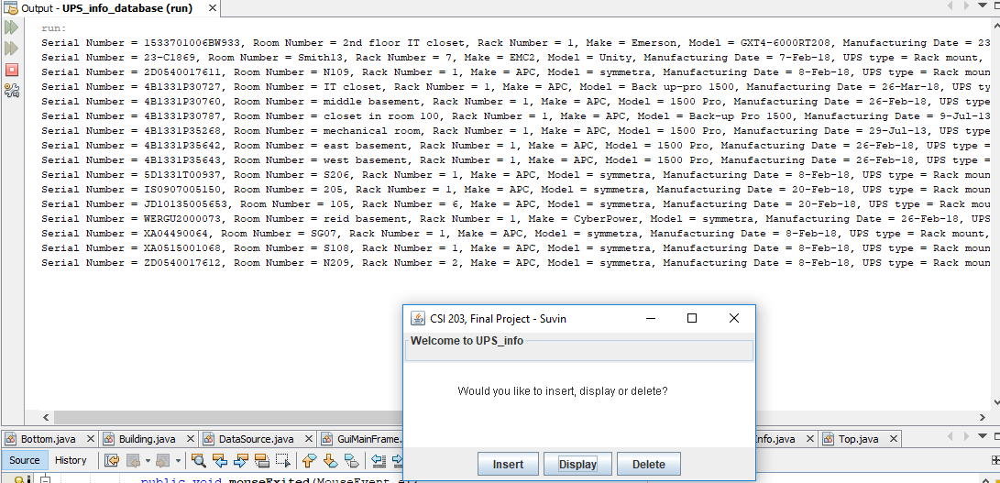 Output - UPS_info_database (run)
run:
Serial Number = 1533701006BW933, Room Number = 2nd floor IT closet, Rack Number = 1, Make = Emerson, Model = GXT4-6000RT208, Manufacturing Date = 23
Serial Number = 23-C1869, Room Number = Smith13, Rack Number = 7, Make = EMC2, Model = Unity, Manufacturing Date = 7-Feb-18, UPS type = Rack mount,
Serial Number = 2D0540017611, Room Number = N109, Rack Number = 1, Make = APC, Model = symmetra, Manufacturing Date = 8-Feb-18, UPS type = Rack moun
Serial Number = 4B1331P30727, Room Number = IT closet, Rack Number = 1, Make = APC, Model = Back up-pro 1500, Manufacturing Date = 26-Mar-18, UPS ty
Serial Number = 4B1331P30760, Room Number = middle basement, Rack Number = 1, Make = APC, Model = 1500 Pro, Manufacturing Date = 26-Feb-18, UPS type
Serial Number = 4B1331P30787, Room Number = closet in room 100, Rack Number = 1, Make = APC, Model = Back-up Pro 1500, Manufacturing Date = 9-Jul-13
Serial Number = 4B1331P35268, Room Number = mechanical room, Rack Number = 1, Make = APC, Model = 1500 Pro, Manufacturing Date = 29-Jul-13, UPS type
Serial Number = 4B1331P35642, Room Number = east basement, Rack Number = 1, Make = APC, Model = 1500 Pro, Manufacturing Date = 26-Feb-18, UPS type =
Serial Number = 4B1331P35643, Room Number = west basement, Rack Number = 1, Make = APC, Model = 1500 Pro, Manufacturing Date = 26-Feb-18, UPS type =
Serial Number = 5D1331T00937, Room Number = S206, Rack Number = 1, Make = APC, Model = symmetra, Manufacturing Date = 8-Feb-18, UPS type = Rack moun
Serial Number = IS0907005150, Room Number = 205, Rack Number = 1, Make = APC, Model = symmetra, Manufacturing Date = 20-Feb-18, UPS type = Rack moun
Serial Number = JD10135005653, Room Number = 105, Rack Number = 6, Make = APC, Model = symmetra, Manufacturing Date = 20-Feb-18, UPS type = Rack mou
Serial Number = WERGU2000073, Room Number = reid basement, Rack Number = 1, Make = CyberPower, Model = symmetra, Manufacturing Date = 26-Feb-18, UPS
Serial Number = XA04490064, Room Number = SG07, Rack Number = 1, Make = APC, Model = symmetra, Manufacturing Date = 8-Feb-18, UPS type = Rack mount,
Serial Number = XA0515001068, Room Number = S108, Rack Number = 1, Make = APC, Model = symmetra, Manufacturing Date = 8-Feb-18, UPS type = Rack moun
Serial Number = ZD0540017612, Room Number = N209, Rack Number = 2, Make = APC, Model = symmetra, Manufacturing Date = 8-Feb-18, UPS type = Rack moun
CSI 203, Final Project - Suvin
Welcome to UPS_info
Would you like to insert, display or delete?
Insert Display Delete
Bottom.java Building.java DataSource.java GuiMainFrame. Info.java Top.java
Source History
public void mouseExited(MouseEvent e){